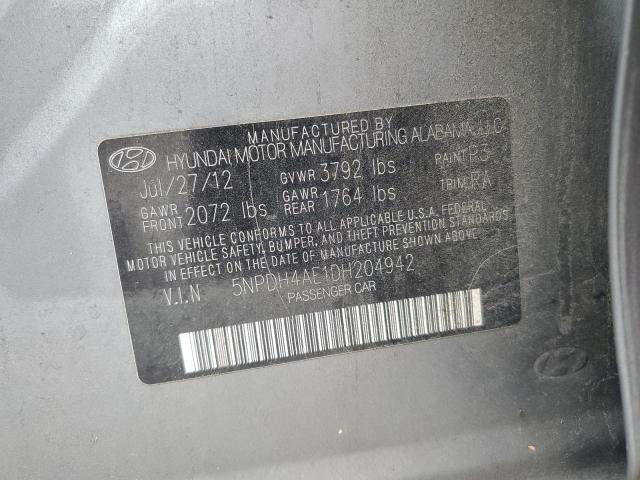 MANUFACTURED BY
HYUNDAI MOTOR MANUFACTURING ALABAMA, LLC
Jul/27/12 GVWR 3792 lbs PAINT P3
GAWR FRONT 2072 lbs GAWR REAR 1764 lbs TRIM RA
THIS VEHICLE CONFORMS TO ALL APPLICABLE U.S.A. FEDERAL
MOTOR VEHICLE SAFETY, BUMPER, AND THEFT PREVENTION STANDARDS
IN EFFECT ON THE DATE OF MANUFACTURE SHOWN ABOVE.
V.I.N 5NPDH4AE1DH204942
PASSENGER CAR